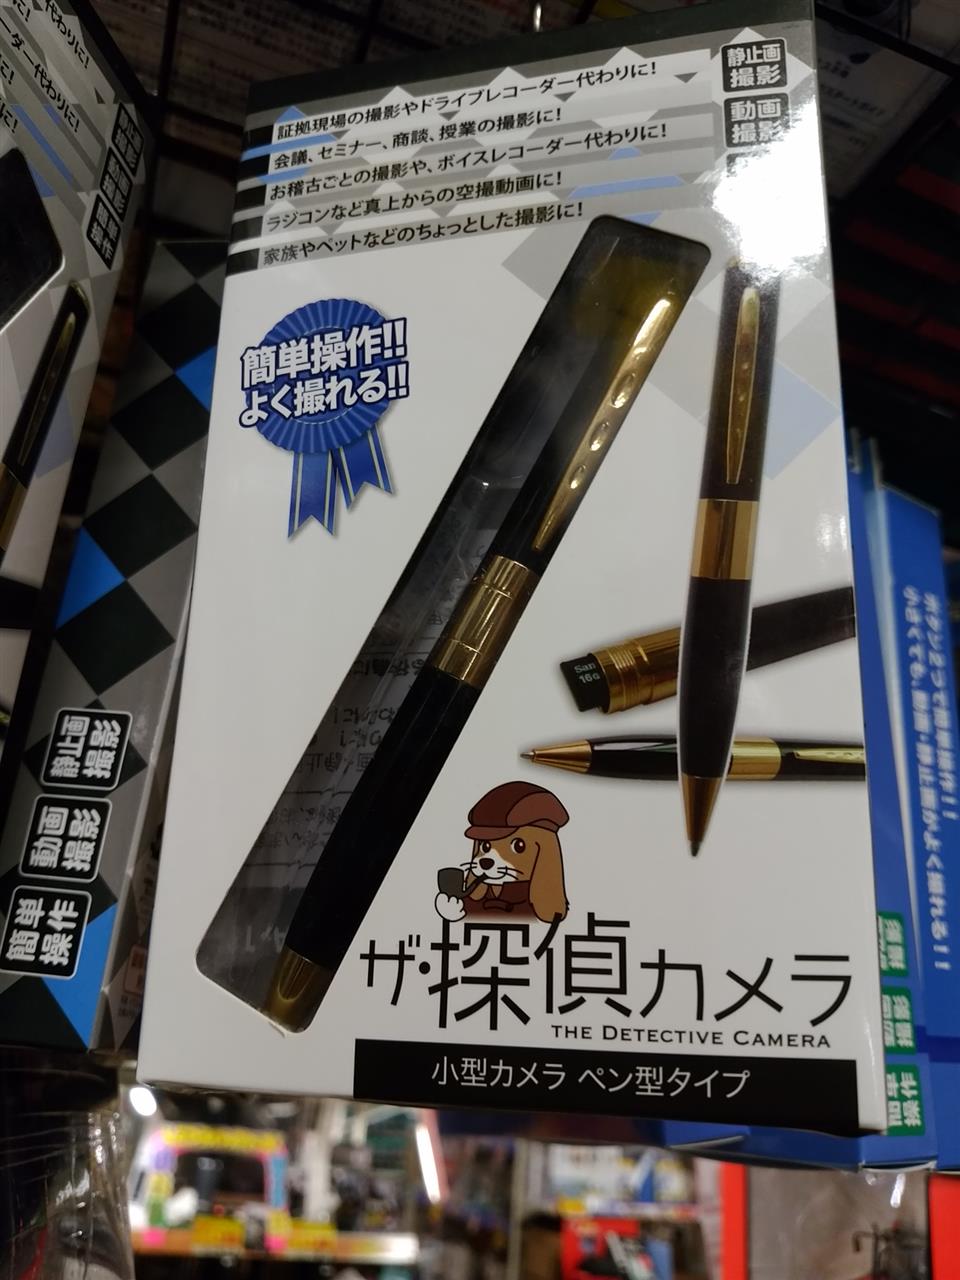 証拠現場の撮影やドライブレコーダー代わりに!
会議、セミナー、商談、授業の撮影に!
お稽古ごとの撮影や、ボイスレコーダー代わりに!
ラジコンなど真上からの空撮動画に!
家族やペットなどのちょっとした撮影に!
静止画
撮影
動画
撮影
簡単操作!!
よく撮れる!!
San
16G
ザ・探偵カメラ
THE DETECTIVE CAMERA
小型カメラ ペン型タイプ
静止画
撮影
動画
撮影
簡単
操作